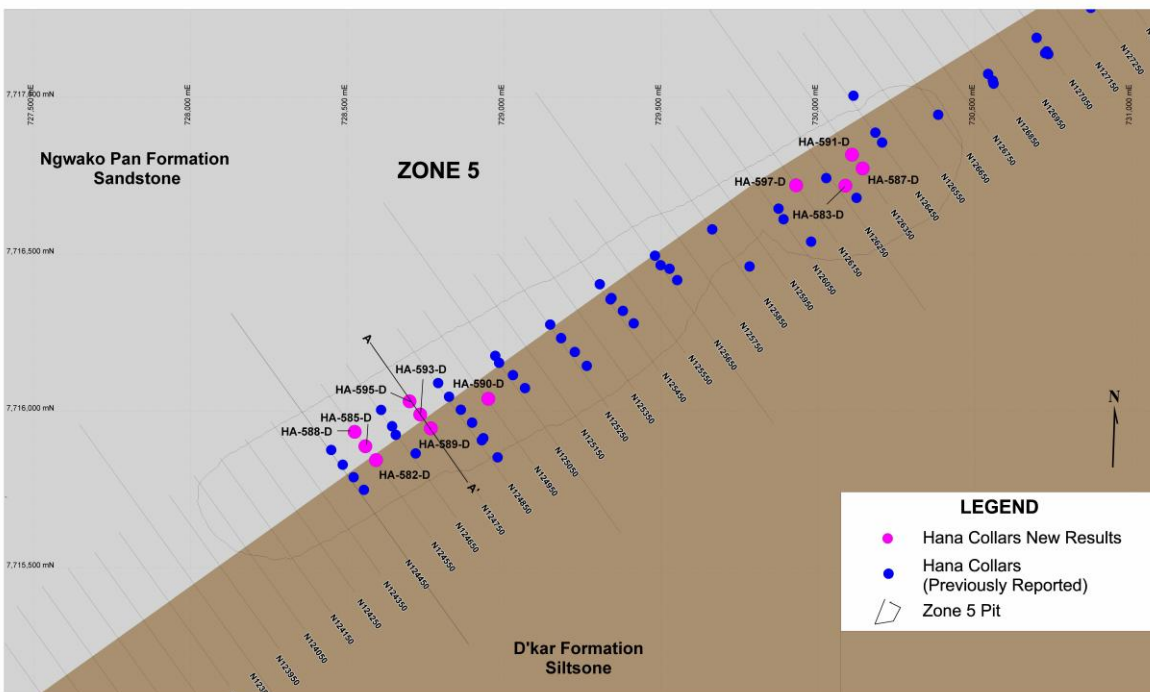 727,500 mE
728,000 mE
728,500 mE
729,000 mE
729,500 mE
730,000 mE
730,500 mE
731,000 mE
7,716,500 mN
7,716,000 mN
7,715,500 mN
Ngwako Pan Formation
Sandstone
ZONE 5
HA-591-D
HA-597-D
HA-587-D
HA-583-D
A
HA-593-D
HA-595-D
HA-590-D
HA-585-D
HA-588-D
HA-589-D
HA-582-D
A'
N127250
N127150
N127050
N126950
N126850
N126750
N126650
N126550
N126450
N126350
N126250
N126150
N126050
N125950
N125850
N125750
N125650
N125550
N125450
N125350
N125250
N125150
N125050
N124950
N124850
N124750
N124650
N124550
N124450
N124350
N124250
N124150
N124050
N123950
N
D'kar Formation
Siltsone
LEGEND
Hana Collars New Results
Hana Collars
(Previously Reported)
Zone 5 Pit